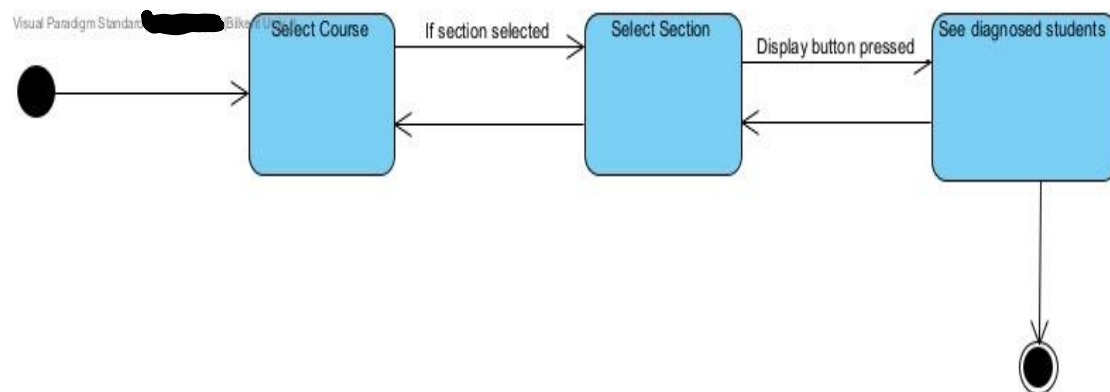 Visual Paradigm Standard
Select Course
If section selected
Select Section
Display button pressed
See diagnosed students